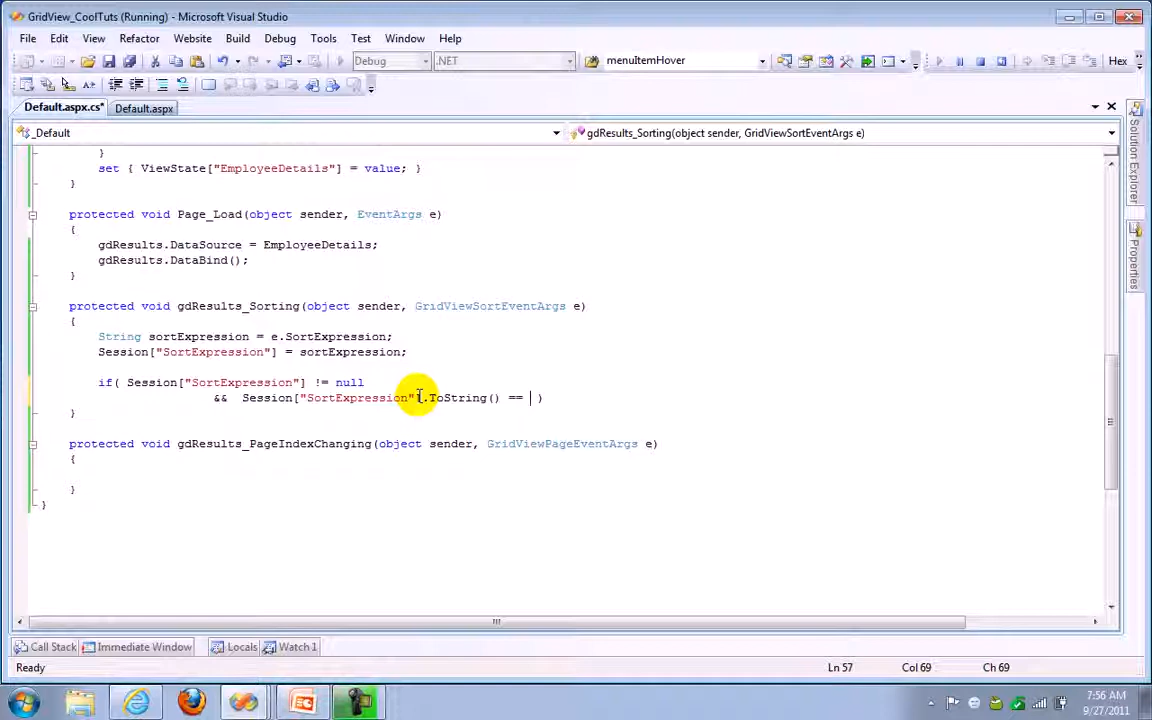 GridView_CoolTuts (Running) - Microsoft Visual Studio
File Edit View Refactor Website Build Debug Tools Test Window Help
Debug .NET menuItemHover Hex
Default.aspx.cs* Default.aspx
_Default gdResults_Sorting(object sender, GridViewSortEventArgs e)
}
set { ViewState["EmployeeDetails"] = value; }
}
protected void Page_Load(object sender, EventArgs e)
{
gdResults.DataSource = EmployeeDetails;
gdResults.DataBind();
}
protected void gdResults_Sorting(object sender, GridViewSortEventArgs e)
{
String sortExpression = e.SortExpression;
Session["SortExpression"] = sortExpression;
if( Session["SortExpression"] != null
&& Session["SortExpression"].ToString() == )
}
protected void gdResults_PageIndexChanging(object sender, GridViewPageEventArgs e)
{
}
}
Solution Explorer
Properties
Call Stack Immediate Window Locals Watch 1
Ready Ln 57 Col 69 Ch 69
7:56 AM
9/27/2011